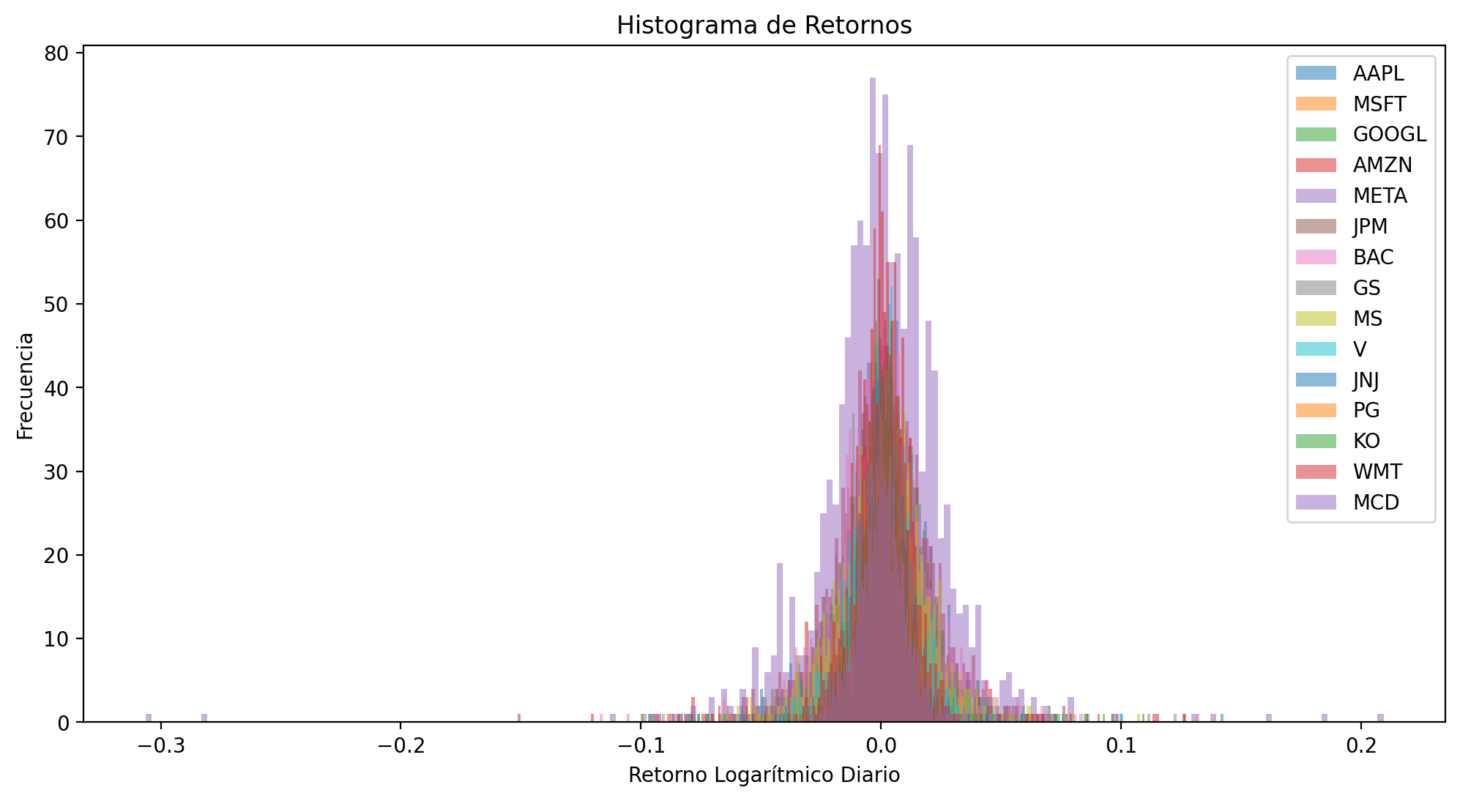 Histograma de Retornos
80
70
60
50
40
30
20
10
0
Frecuencia
−0.3
−0.2
−0.1
0.0
0.1
0.2
Retorno Logarítmico Diario
AAPL
MSFT
GOOGL
AMZN
META
JPM
BAC
GS
MS
V
JNJ
PG
KO
WMT
MCD